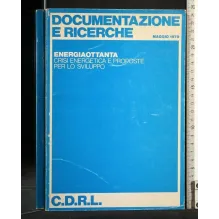 DOCUMENTAZIONE
E RICERCHE
MAGGIO 1979
ENERGIAOTTANTA
CRISI ENERGETICA E PROPOSTE
PER LO SVILUPPO
C.D.R.L.